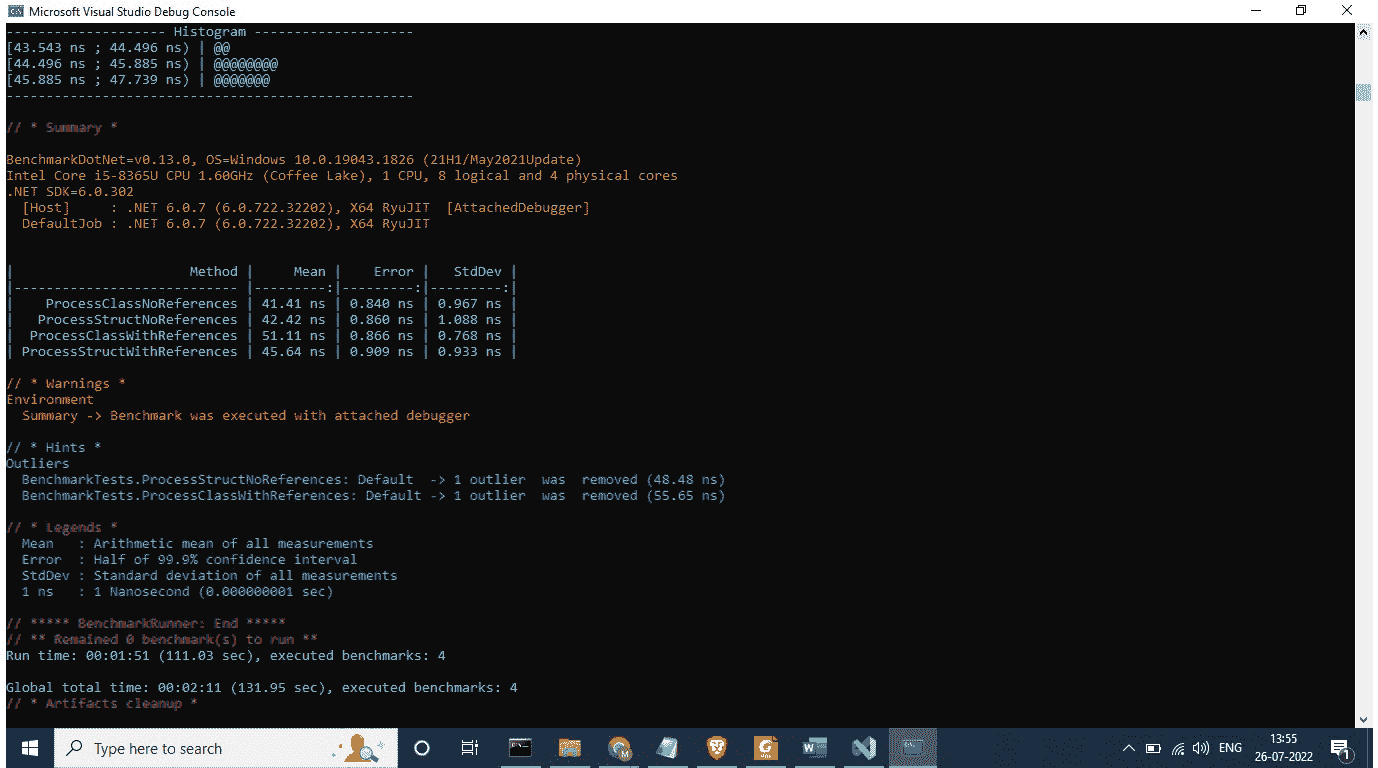 Microsoft Visual Studio Debug Console
-------------------- Histogram --------------------
[43.543 ns ; 44.496 ns) | @@
[44.496 ns ; 45.885 ns) | @@@@@@@@
[45.885 ns ; 47.739 ns) | @@@@@@@
---------------------------------------------------
// * Summary *
BenchmarkDotNet=v0.13.0, OS=Windows 10.0.19043.1826 (21H1/May2021Update)
Intel Core i5-8365U CPU 1.60GHz (Coffee Lake), 1 CPU, 8 logical and 4 physical cores
.NET SDK=6.0.302
[Host]     : .NET 6.0.7 (6.0.722.32202), X64 RyuJIT  [AttachedDebugger]
DefaultJob : .NET 6.0.7 (6.0.722.32202), X64 RyuJIT
|                      Method |     Mean |    Error |   StdDev |
|---------------------------- |---------:|---------:|---------:|
|    ProcessClassNoReferences | 41.41 ns | 0.840 ns | 0.967 ns |
|   ProcessStructNoReferences | 42.42 ns | 0.860 ns | 1.088 ns |
|  ProcessClassWithReferences | 51.11 ns | 0.866 ns | 0.768 ns |
| ProcessStructWithReferences | 45.64 ns | 0.909 ns | 0.933 ns |
// * Warnings *
Environment
Summary -> Benchmark was executed with attached debugger
// * Hints *
Outliers
BenchmarkTests.ProcessStructNoReferences: Default  -> 1 outlier  was  removed (48.48 ns)
BenchmarkTests.ProcessClassWithReferences: Default -> 1 outlier  was  removed (55.65 ns)
// * Legends *
Mean   : Arithmetic mean of all measurements
Error  : Half of 99.9% confidence interval
StdDev : Standard deviation of all measurements
1 ns   : 1 Nanosecond (0.000000001 sec)
// ***** BenchmarkRunner: End *****
// ** Remained 0 benchmark(s) to run **
Run time: 00:01:51 (111.03 sec), executed benchmarks: 4
Global total time: 00:02:11 (131.95 sec), executed benchmarks: 4
// * Artifacts cleanup *
Type here to search
ENG
13:55
26-07-2022
1